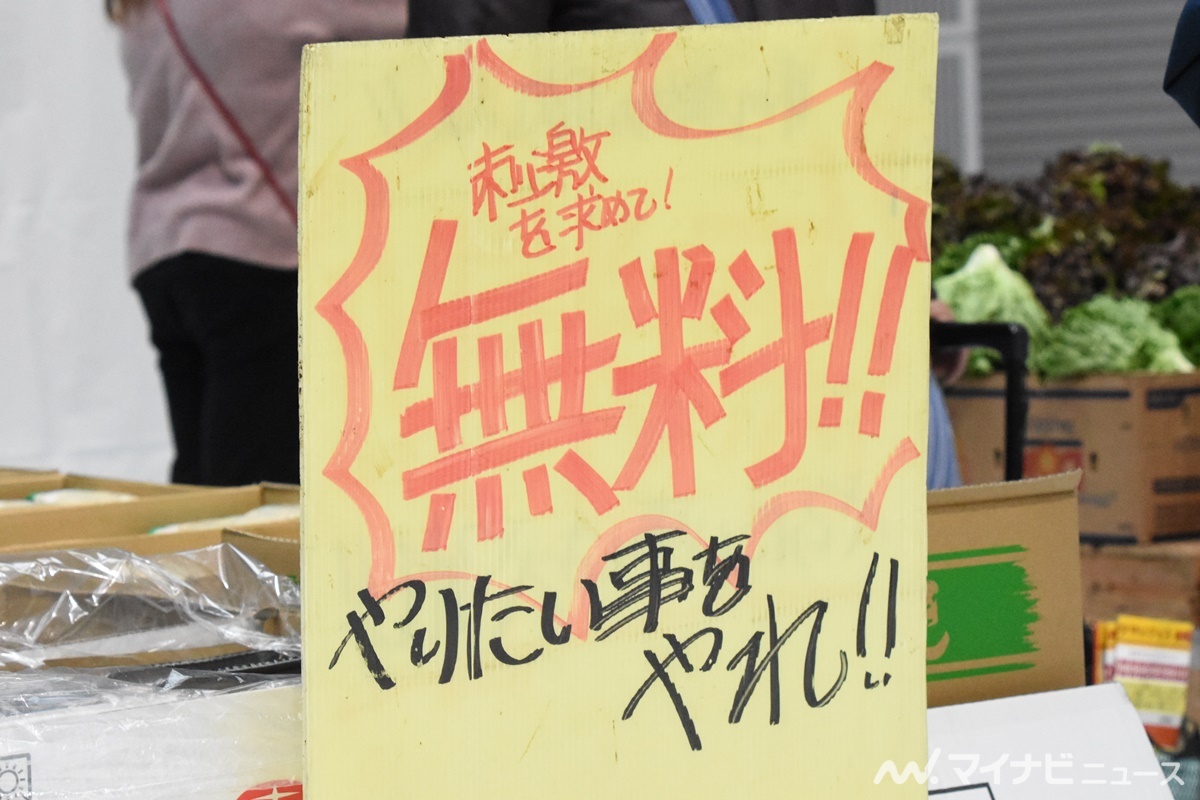 刺激
を求めて!
無料!!
やりたい事を
やれ!!
マイナビニュース